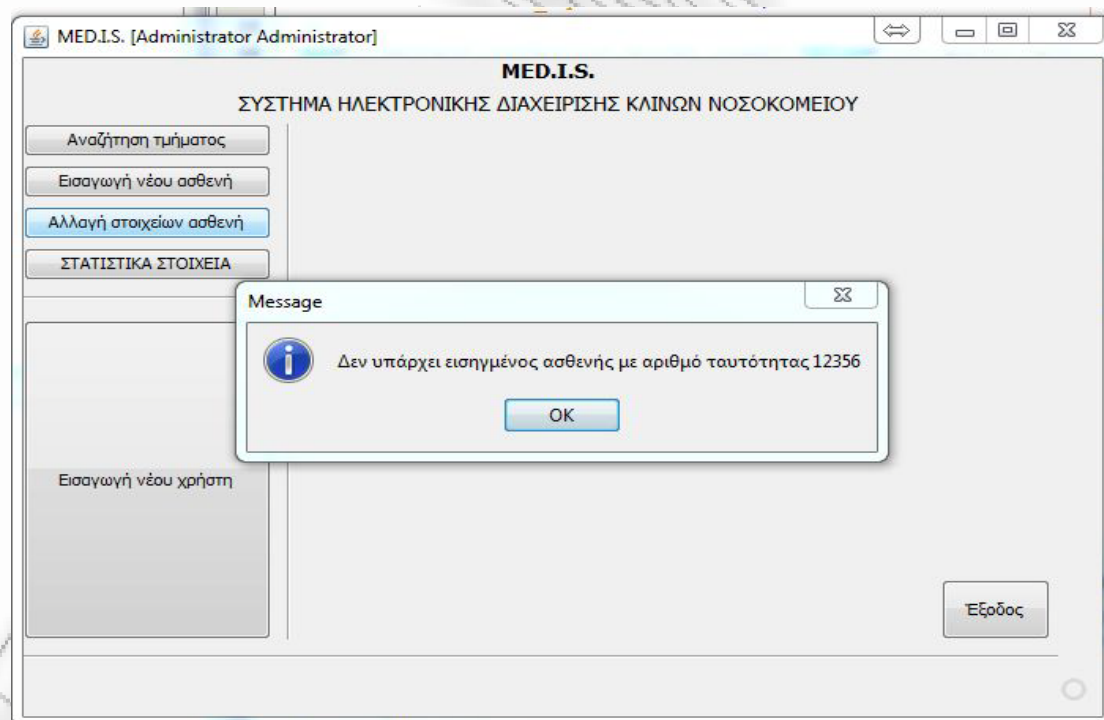 MED.I.S. [Administrator Administrator]
MED.I.S.
ΣΥΣΤΗΜΑ ΗΛΕΚΤΡΟΝΙΚΗΣ ΔΙΑΧΕΙΡΙΣΗΣ ΚΛΙΝΩΝ ΝΟΣΟΚΟΜΕΙΟΥ
Αναζήτηση τμήματος
Εισαγωγή νέου ασθενή
Αλλαγή στοιχείων ασθενή
ΣΤΑΤΙΣΤΙΚΑ ΣΤΟΙΧΕΙΑ
Message
Δεν υπάρχει εισηγμένος ασθενής με αριθμό ταυτότητας 12356
OK
Εισαγωγή νέου χρήστη
Έξοδος